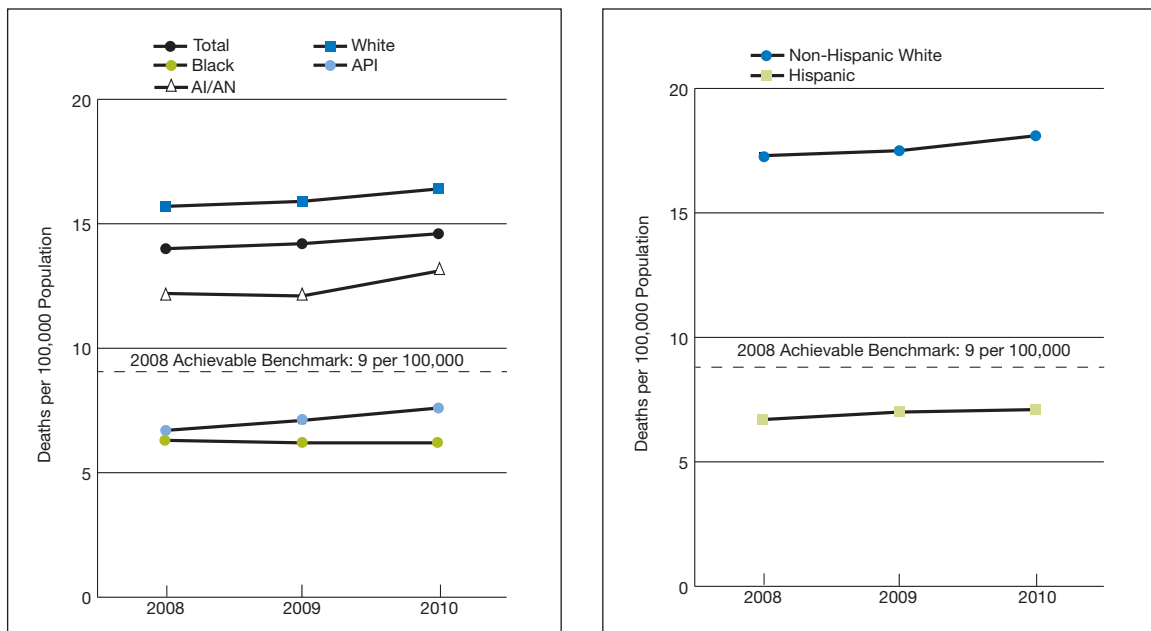 Total
White
Black
API
AI/AN
Deaths per 100,000 Population
20
15
10
5
0
2008 Achievable Benchmark: 9 per 100,000
2008
2009
2010
Non-Hispanic White
Hispanic
Deaths per 100,000 Population
20
15
10
5
0
2008 Achievable Benchmark: 9 per 100,000
2008
2009
2010